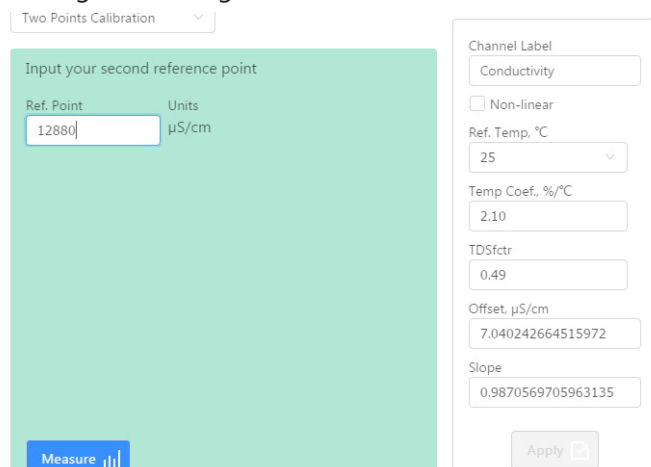 Two Points Calibration
Input your second reference point
Ref. Point Units
12880 µS/cm
Measure
Channel Label
Conductivity
Non-linear
Ref. Temp, °C
25
Temp Coef., %/°C
2.10
TDSfctr
0.49
Offset, µS/cm
7.040242664515972
Slope
0.9870569705963135
Apply